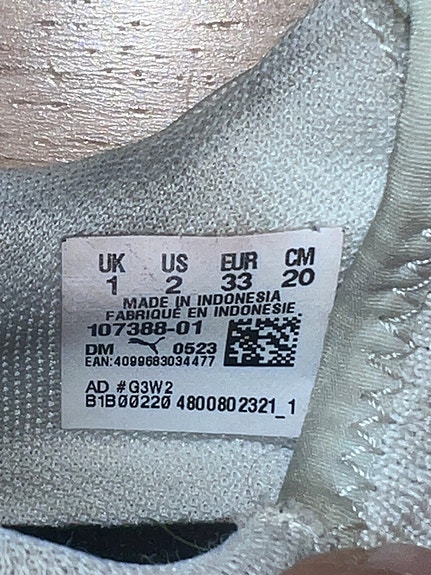 UK US EUR CM
1 2 33 20
MADE IN INDONESIA
FABRIQUÉ EN INDONESIE
107388-01
DM 0523
EAN:4099683034477
AD #G3W2
B1B00220 4800802321_1